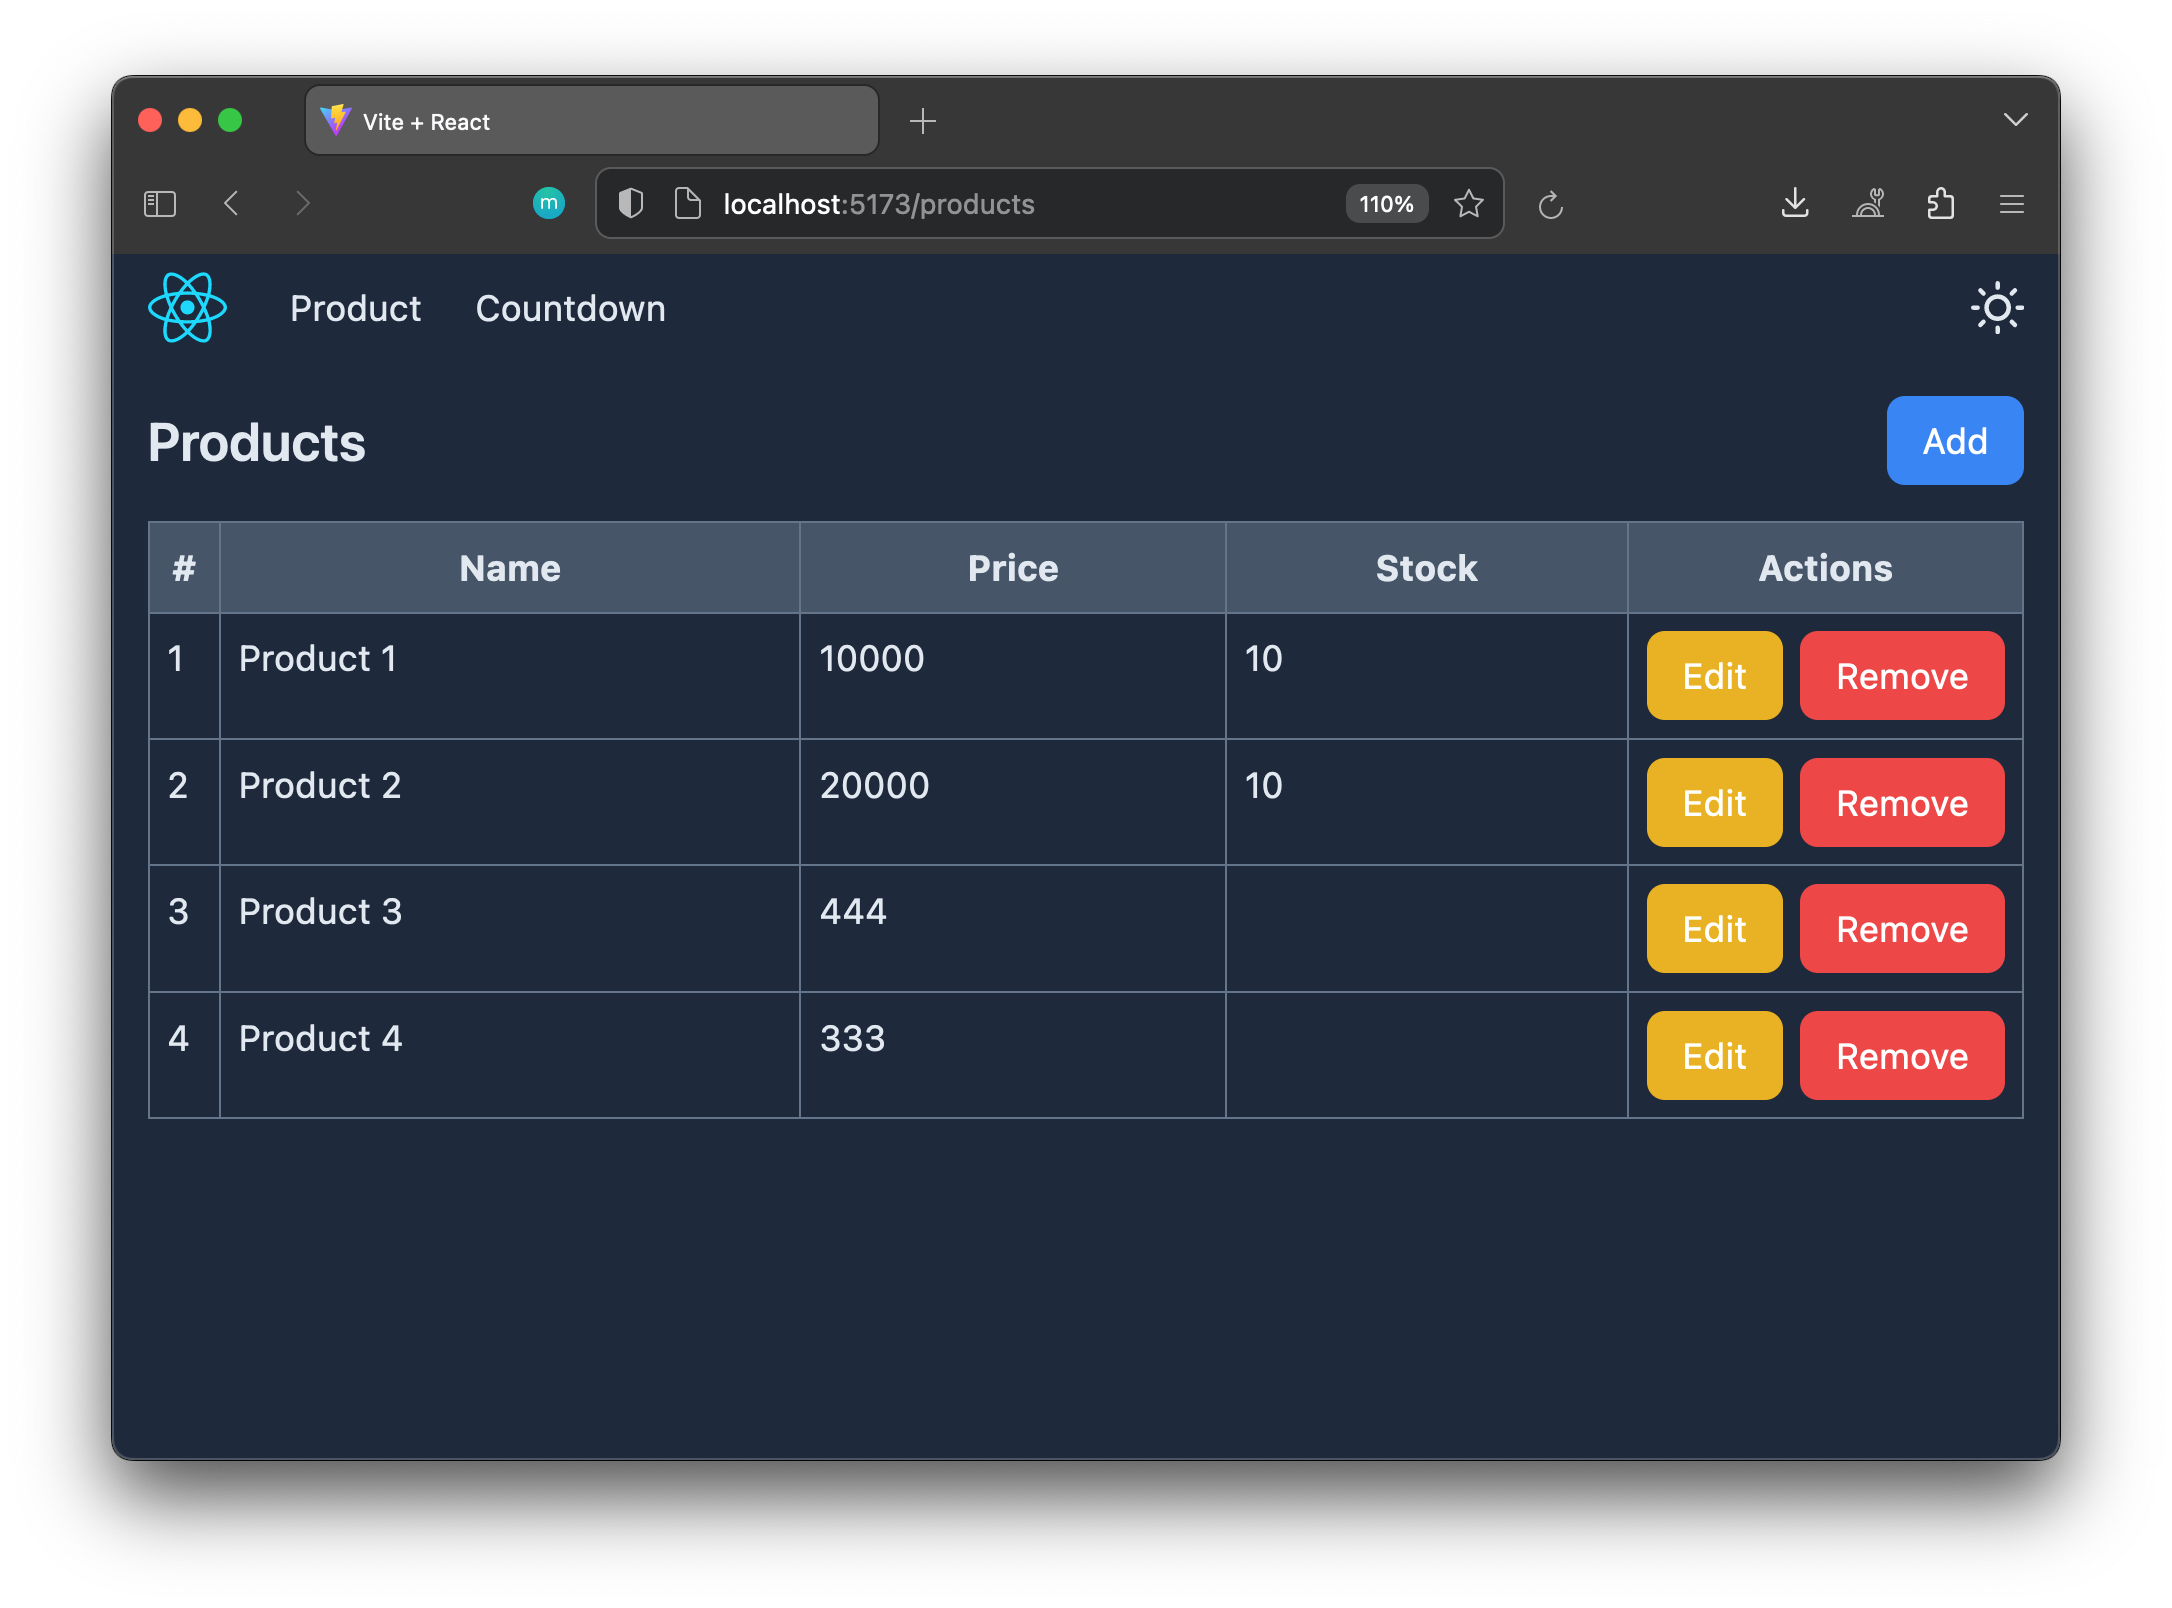 Vite + React
m
localhost:5173/products 110%
Product Countdown
Products Add
# Name Price Stock Actions
1 Product 1 10000 10 Edit Remove
2 Product 2 20000 10 Edit Remove
3 Product 3 444 Edit Remove
4 Product 4 333 Edit Remove